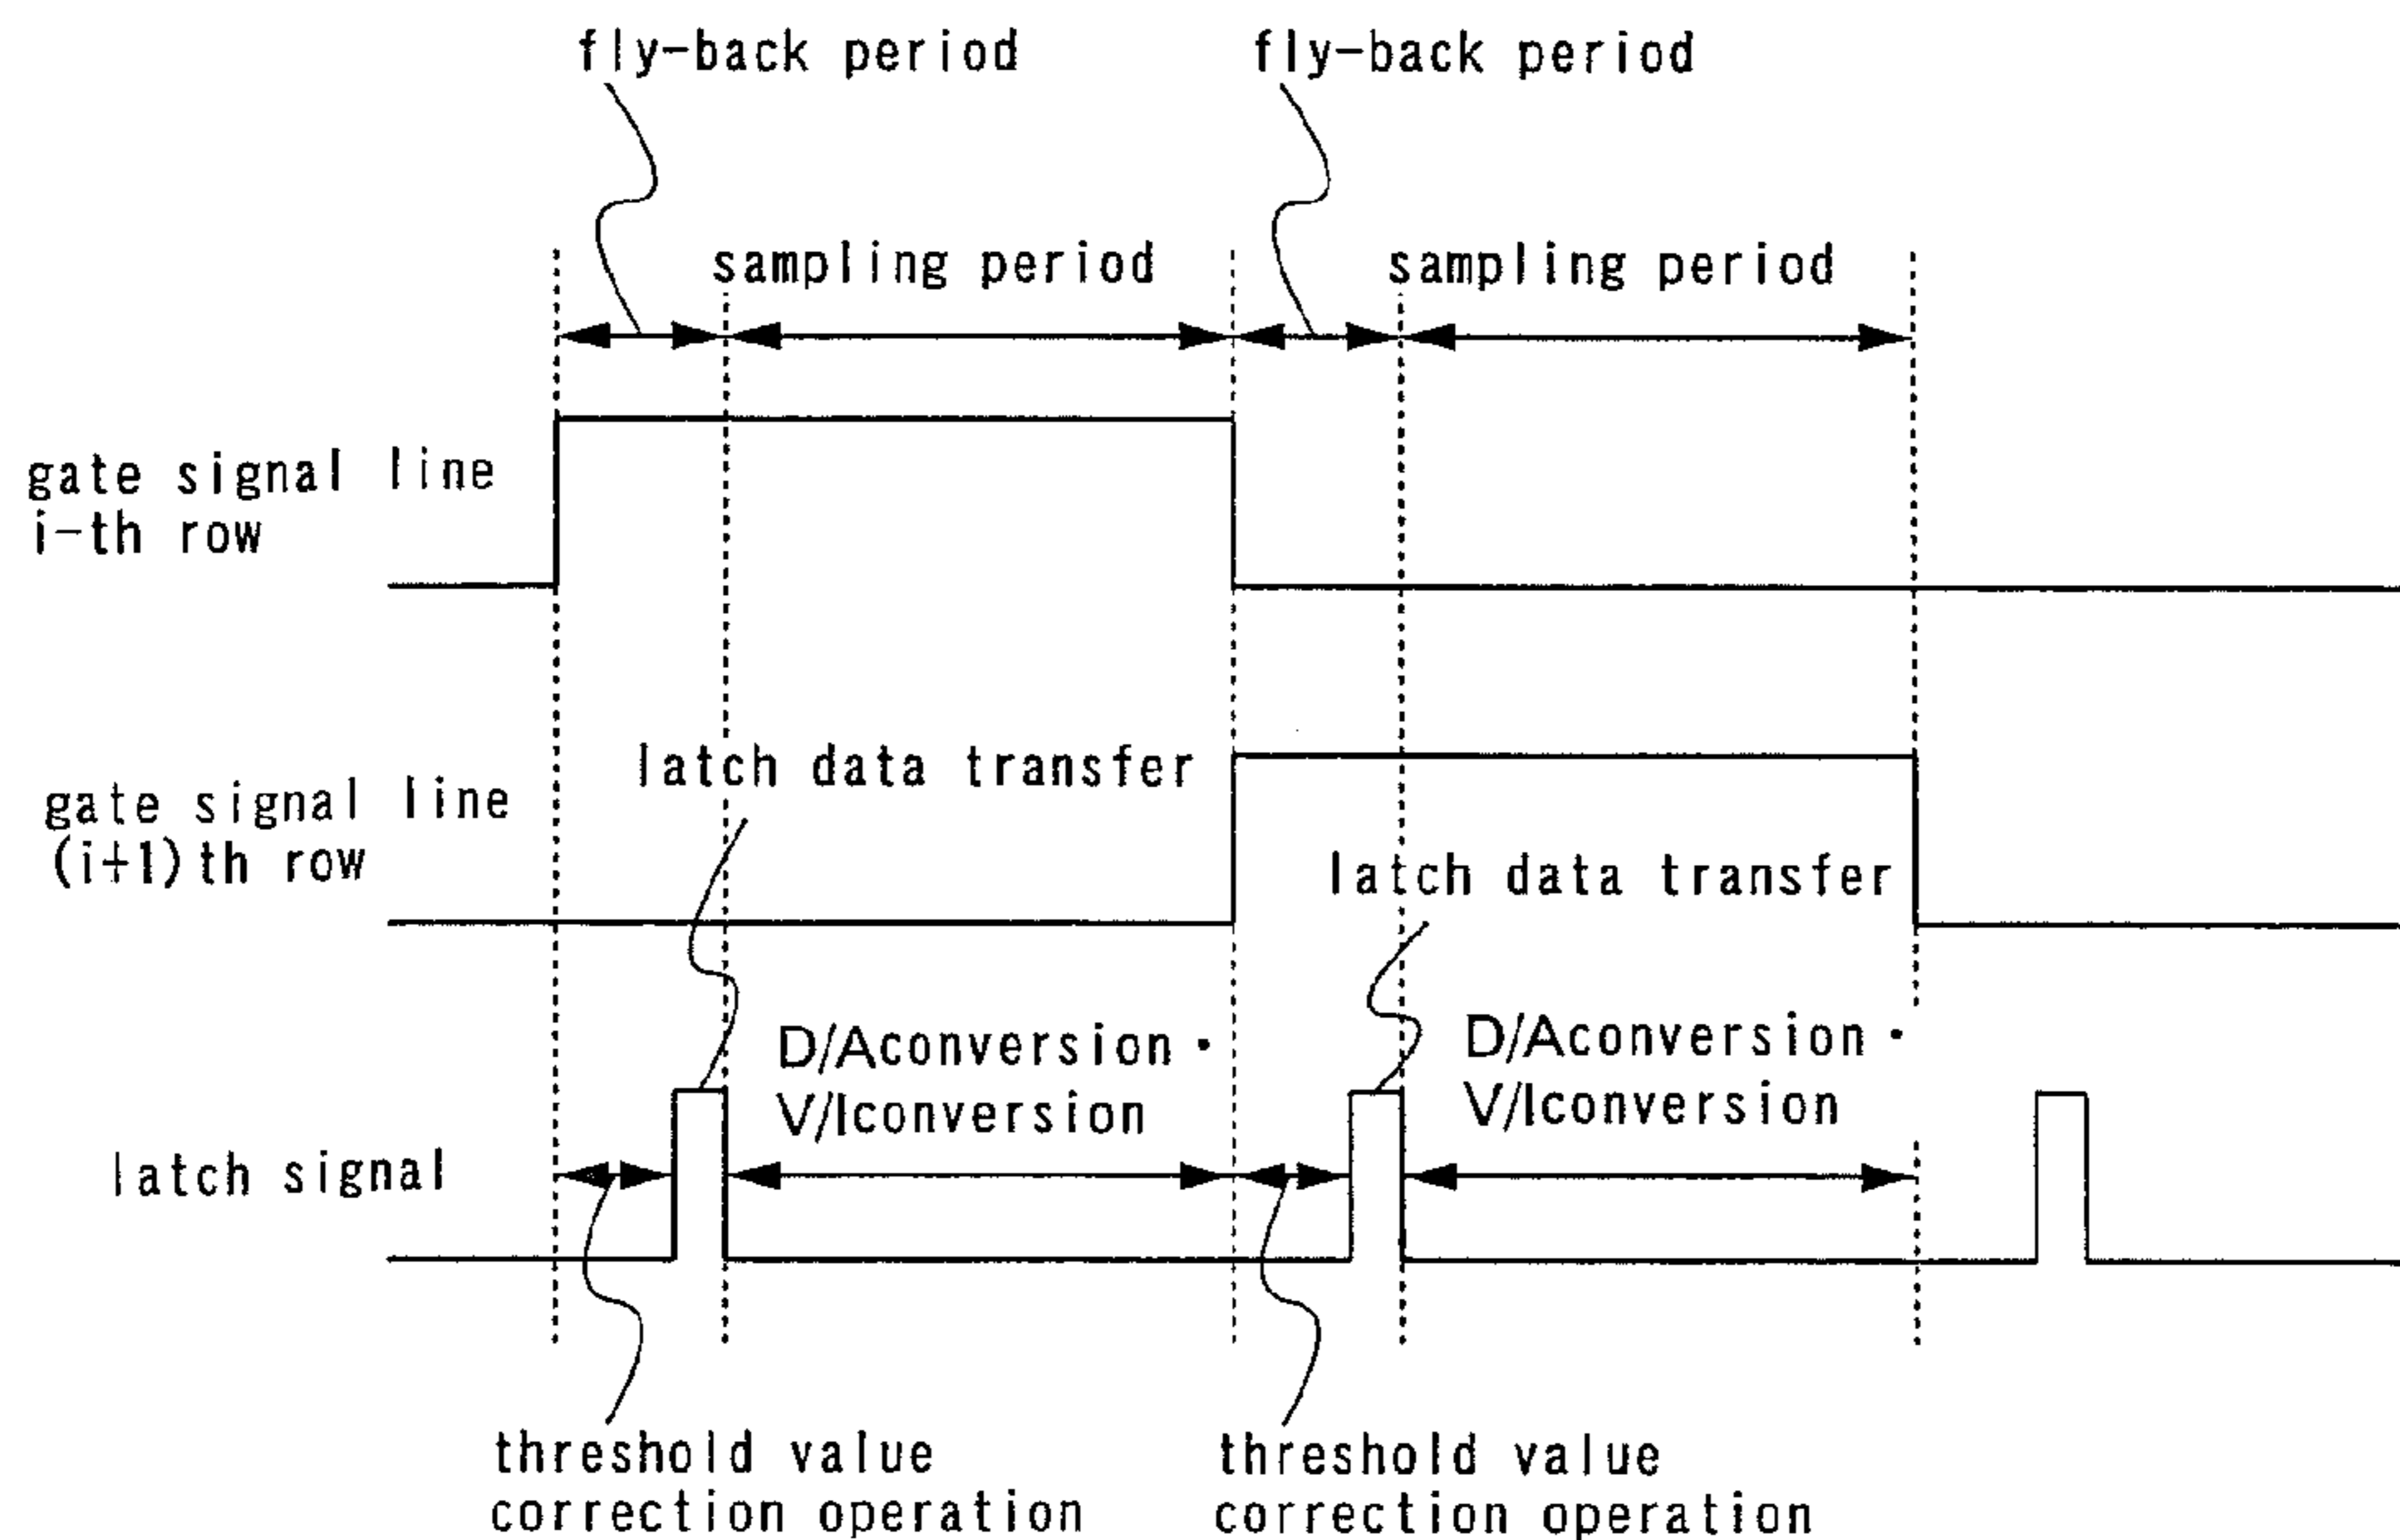 fly-back period
fly-back period
sampling period
sampling period
gate signal line
i-th row
latch data transfer
gate signal line
(i+1)th row
latch data transfer
D/Aconversion・
V/Iconversion
D/Aconversion・
V/Iconversion
latch signal
threshold value
correction operation
threshold value
correction operation